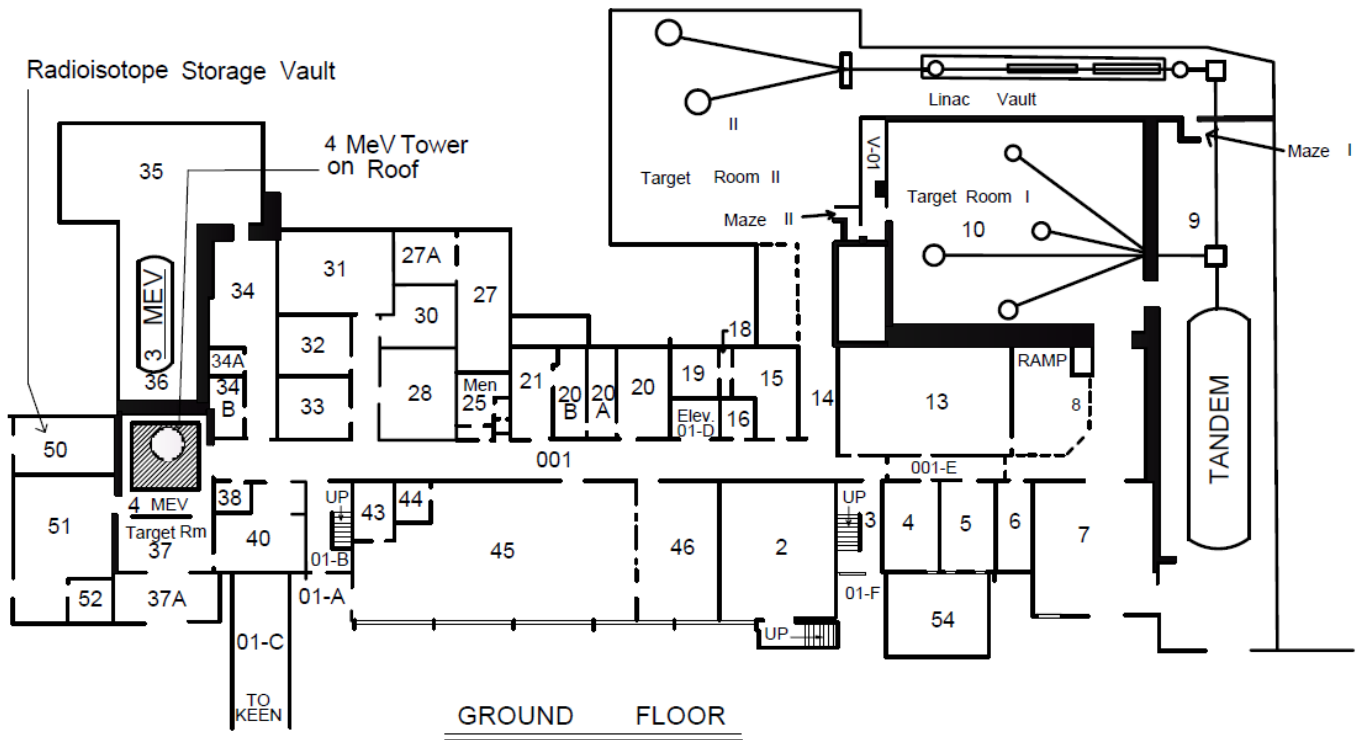 Radioisotope Storage Vault
4 MeV Tower
on Roof
35
3 MEV
36
34
34A
34
B
31
32
33
27A
27
30
28
Men
25
21
20
B
20
A
20
19
18
Elev.
01-D
16
15
14
13
RAMP
8
II
Target Room II
Maze II
V-01
Linac Vault
Target Room I
10
Maze I
9
TANDEM
50
51
52
4 MEV
Target Rm
37
37A
38
40
UP
01-B
01-A
01-C
TO
KEEN
43
44
45
46
001
001-E
2
UP
UP
3
01-F
4
5
6
7
54
GROUND FLOOR